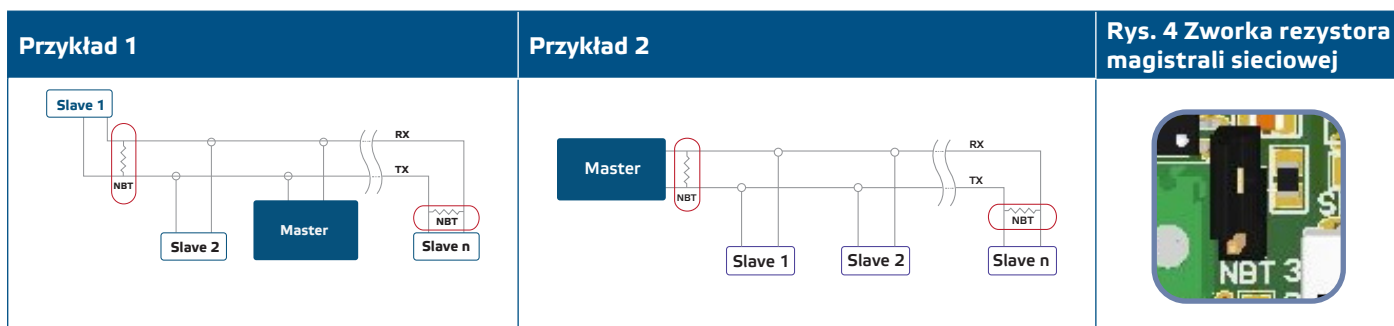 Przykład 1
Przykład 2
Rys. 4 Zworka rezystora
magistrali sieciowej
Slave 1
RX
TX
NBT
NBT
Slave 2
Master
Slave n
Master
RX
TX
NBT
NBT
Slave 1
Slave 2
Slave n
NBT 3